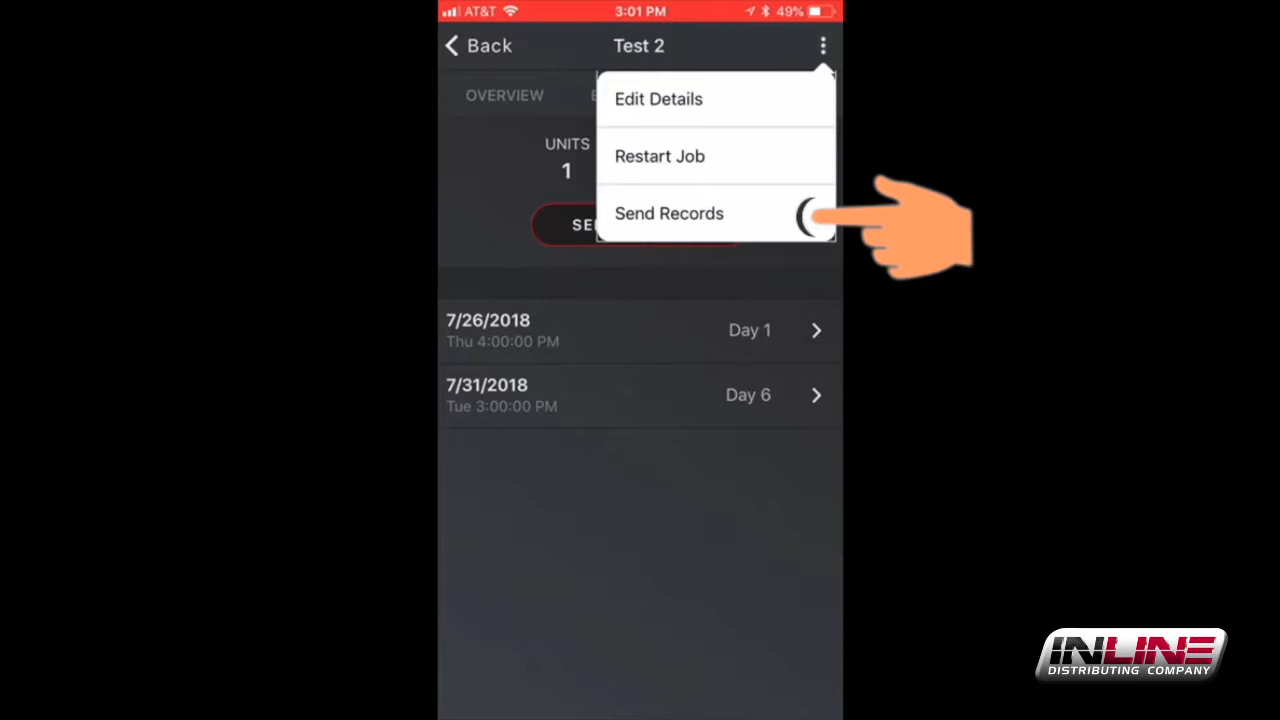 AT&T 3:01 PM 49%
Back Test 2
Edit Details
OVERVIEW
UNITS
Restart Job
1
Send Records
SE
7/26/2018 Day 1
Thu 4:00:00 PM
7/31/2018 Day 6
Tue 3:00:00 PM
INLINE
DISTRIBUTING COMPANY